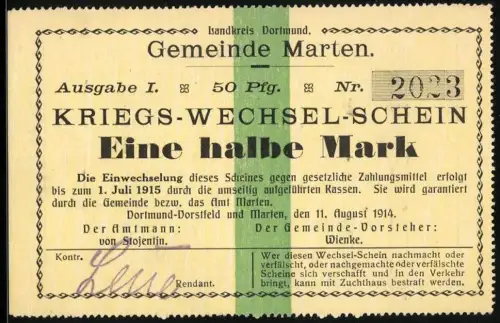 Landkreis Dortmund.
Gemeinde Marten.
Ausgabe I. 50 Pfg. Nr. 2023
KRIEGS-WECHSEL-SCHEIN
Eine halbe Mark
Die Einwechselung dieses Scheines gegen gesetzliche Zahlungsmittel erfolgt
bis zum 1. Juli 1915 durch die umseitig aufgeführten Kassen. Sie wird garantiert
durch die Gemeinde bezw. das Amt Marten.
Dortmund-Dorstfeld und Marten, den 11. August 1914.
Der Amtmann: Der Gemeinde-Vorsteher:
von Stojentin. Wienke.
Kontr. Rendant.
Wer diesen Wechsel-Schein nachmacht oder
verfälscht, oder nachgemachte oder verfälschte
Scheine sich verschafft und in den Verkehr
bringt, kann mit Zuchthaus bestraft werden.